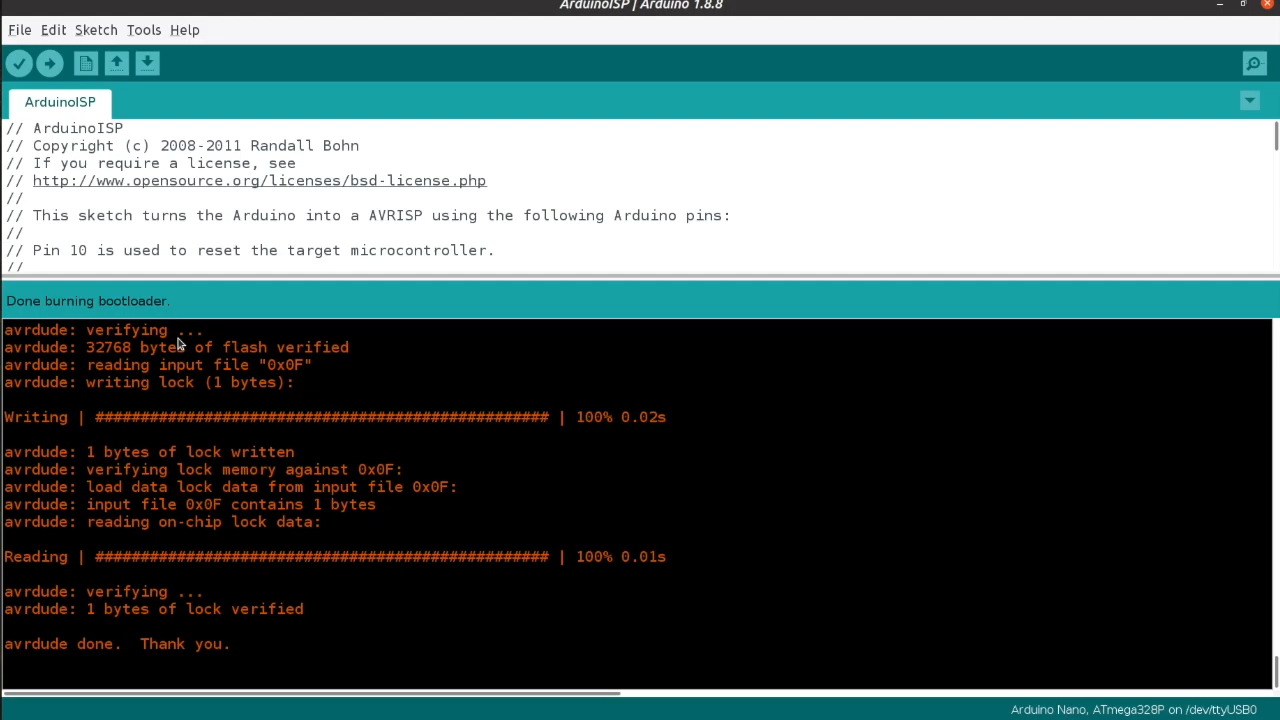 ArduinoISP | Arduino 1.8.8
File Edit Sketch Tools Help
ArduinoISP
// ArduinoISP
// Copyright (c) 2008-2011 Randall Bohn
// If you require a license, see
// http://www.opensource.org/licenses/bsd-license.php
//
// This sketch turns the Arduino into a AVRISP using the following Arduino pins:
//
// Pin 10 is used to reset the target microcontroller.
//
Done burning bootloader.
avrdude: verifying ...
avrdude: 32768 bytes of flash verified
avrdude: reading input file "0x0F"
avrdude: writing lock (1 bytes):
Writing | ################################################## | 100% 0.02s
avrdude: 1 bytes of lock written
avrdude: verifying lock memory against 0x0F:
avrdude: load data lock data from input file 0x0F:
avrdude: input file 0x0F contains 1 bytes
avrdude: reading on-chip lock data:
Reading | ################################################## | 100% 0.01s
avrdude: verifying ...
avrdude: 1 bytes of lock verified
avrdude done.  Thank you.
Arduino Nano, ATmega328P on /dev/ttyUSB0